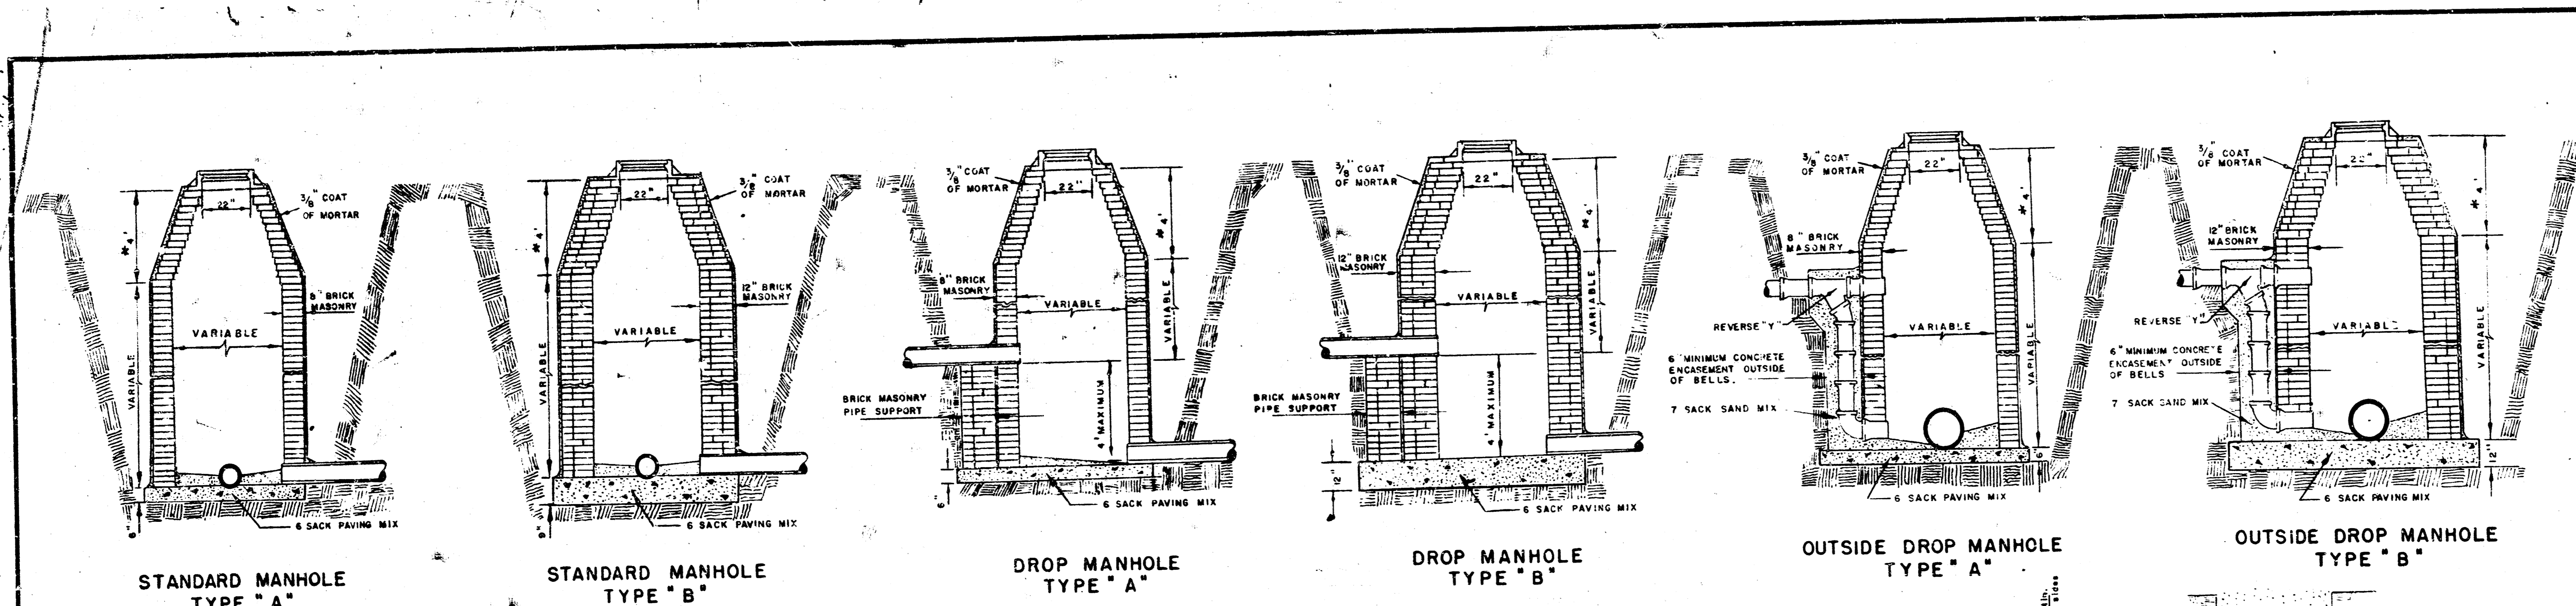 22"
3/8" COAT
OF MORTAR
* 4'
8" BRICK
MASONRY
VARIABLE
VARIABLE
6"
6 SACK PAVING MIX
STANDARD MANHOLE
TYPE "A"
22"
COAT
OF MORTAR
* 4'
12" BRICK
MASONRY
VARIABLE
VARIABLE
9"
6 SACK PAVING MIX
STANDARD MANHOLE
TYPE "B"
3/8" COAT
OF MORTAR
22"
* 4'
8" BRICK
MASONRY
VARIABLE
VARIABLE
BRICK MASONRY
PIPE SUPPORT
4' MAXIMUM
6"
6 SACK PAVING MIX
DROP MANHOLE
TYPE "A"
3/8" COAT
OF MORTAR
22"
* 4'
12" BRICK
MASONRY
VARIABLE
VARIABLE
BRICK MASONRY
PIPE SUPPORT
4' MAXIMUM
12"
6 SACK PAVING MIX
DROP MANHOLE
TYPE "B"
3/8" COAT
OF MORTAR
22"
* 4'
8" BRICK
MASONRY
REVERSE "Y"
VARIABLE
VARIABLE
6" MINIMUM CONCRETE
ENCASEMENT OUTSIDE
OF BELLS.
7 SACK SAND MIX
6"
6 SACK PAVING MIX
OUTSIDE DROP MANHOLE
TYPE "A"
3/8" COAT
OF MORTAR
22"
* 4'
12" BRICK
MASONRY
REVERSE "Y"
VARIABLE
VARIABLE
6" MINIMUM CONCRETE
ENCASEMENT OUTSIDE
OF BELLS
7 SACK SAND MIX
12"
6 SACK PAVING MIX
OUTSIDE DROP MANHOLE
TYPE "B"
sides